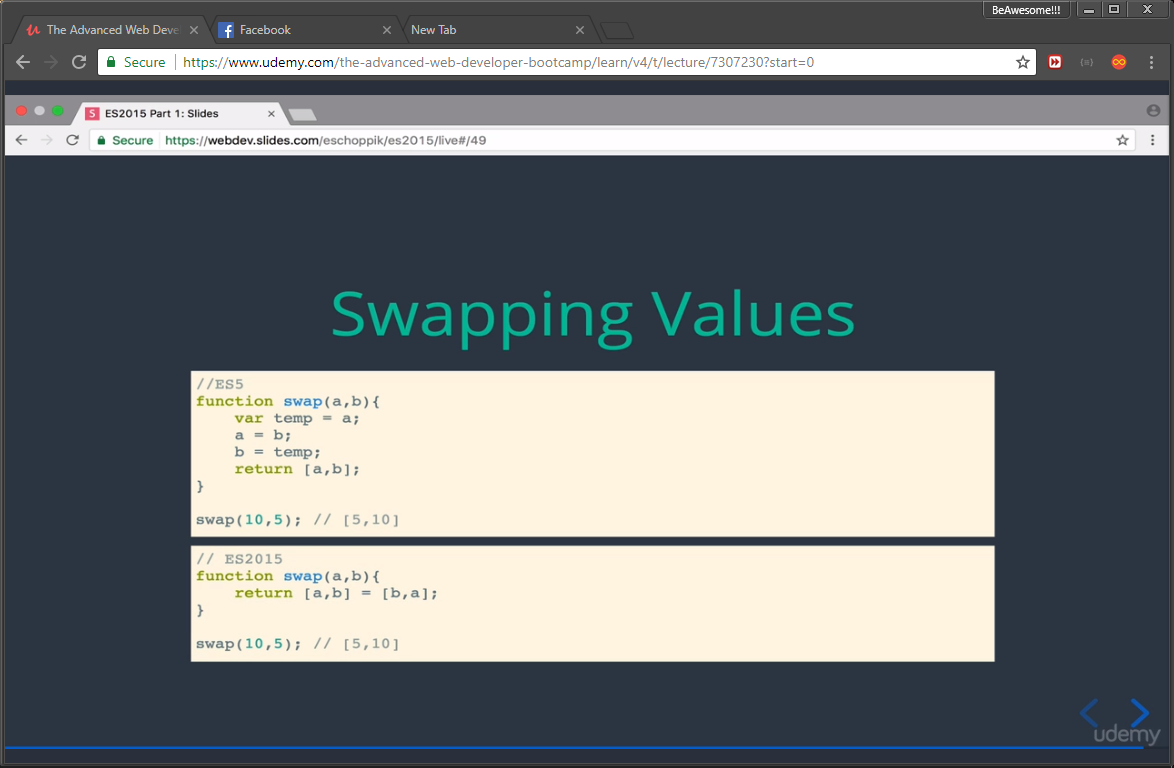 BeAwesome!!!
The Advanced Web Deve
Facebook
New Tab
Secure
https://www.udemy.com/the-advanced-web-developer-bootcamp/learn/v4/t/lecture/7307230?start=0
S
ES2015 Part 1: Slides
Secure
https://webdev.slides.com/eschoppik/es2015/live#/49
Swapping Values
//ES5
function swap(a,b){
    var temp = a;
    a = b;
    b = temp;
    return [a,b];
}
swap(10,5); // [5,10]
// ES2015
function swap(a,b){
    return [a,b] = [b,a];
}
swap(10,5); // [5,10]
udemy